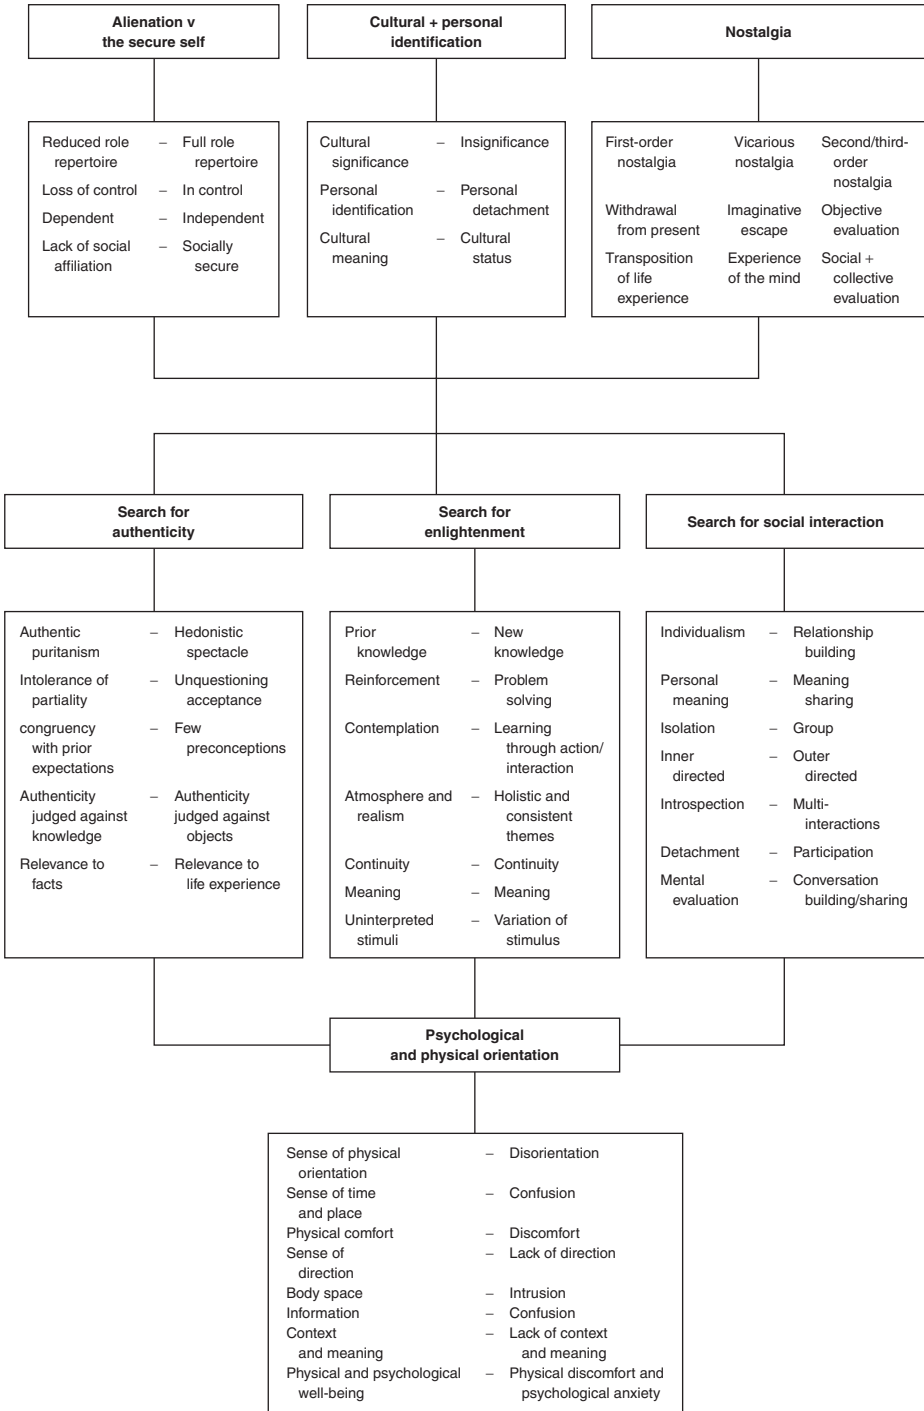 Alienation v
the secure self
Cultural + personal
identification
Nostalgia
Reduced role – Full role
repertoire repertoire
Loss of control – In control
Dependent – Independent
Lack of social – Socially
affiliation secure
Cultural – Insignificance
significance
Personal – Personal
identification detachment
Cultural – Cultural
meaning status
First-order Vicarious Second/third-
nostalgia nostalgia order
nostalgia
Withdrawal Imaginative Objective
from present escape evaluation
Transposition Experience Social +
of life of the mind collective
experience evaluation
Search for
authenticity
Search for
enlightenment
Search for social interaction
Authentic – Hedonistic
puritanism spectacle
Intolerance of – Unquestioning
partiality acceptance
congruency – Few
with prior preconceptions
expectations
Authenticity – Authenticity
judged against judged against
knowledge objects
Relevance to – Relevance to
facts life experience
Prior – New
knowledge knowledge
Reinforcement – Problem
solving
Contemplation – Learning
through action/
interaction
Atmosphere and – Holistic and
realism consistent
themes
Continuity – Continuity
Meaning – Meaning
Uninterpreted – Variation of
stimuli stimulus
Individualism – Relationship
building
Personal – Meaning
meaning sharing
Isolation – Group
Inner – Outer
directed directed
Introspection – Multi-
interactions
Detachment – Participation
Mental – Conversation
evaluation building/sharing
Psychological
and physical orientation
Sense of physical – Disorientation
orientation
Sense of time – Confusion
and place
Physical comfort – Discomfort
Sense of – Lack of direction
direction
Body space – Intrusion
Information – Confusion
Context – Lack of context
and meaning and meaning
Physical and psychological – Physical discomfort and
well-being psychological anxiety